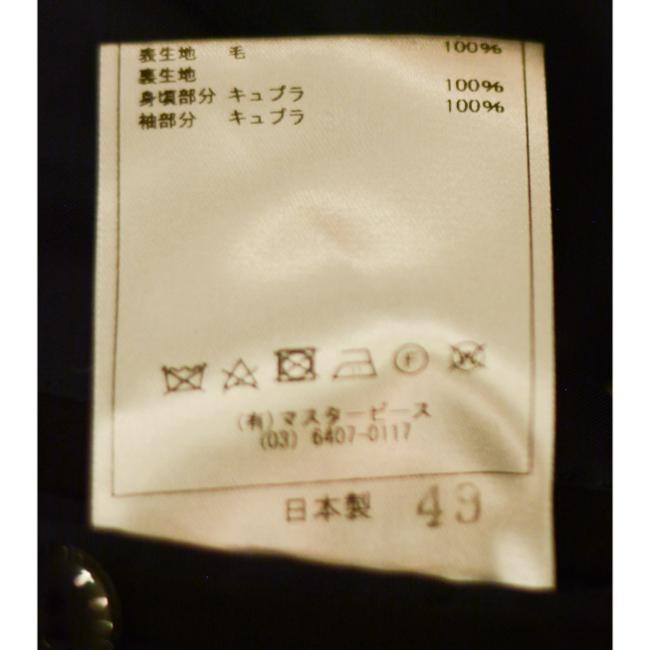 表生地 毛 100%
裏生地
身頃部分 キュプラ 100%
袖部分 キュプラ 100%
F W
(有)マスターピース
(03) 6407-0117
日本製 49